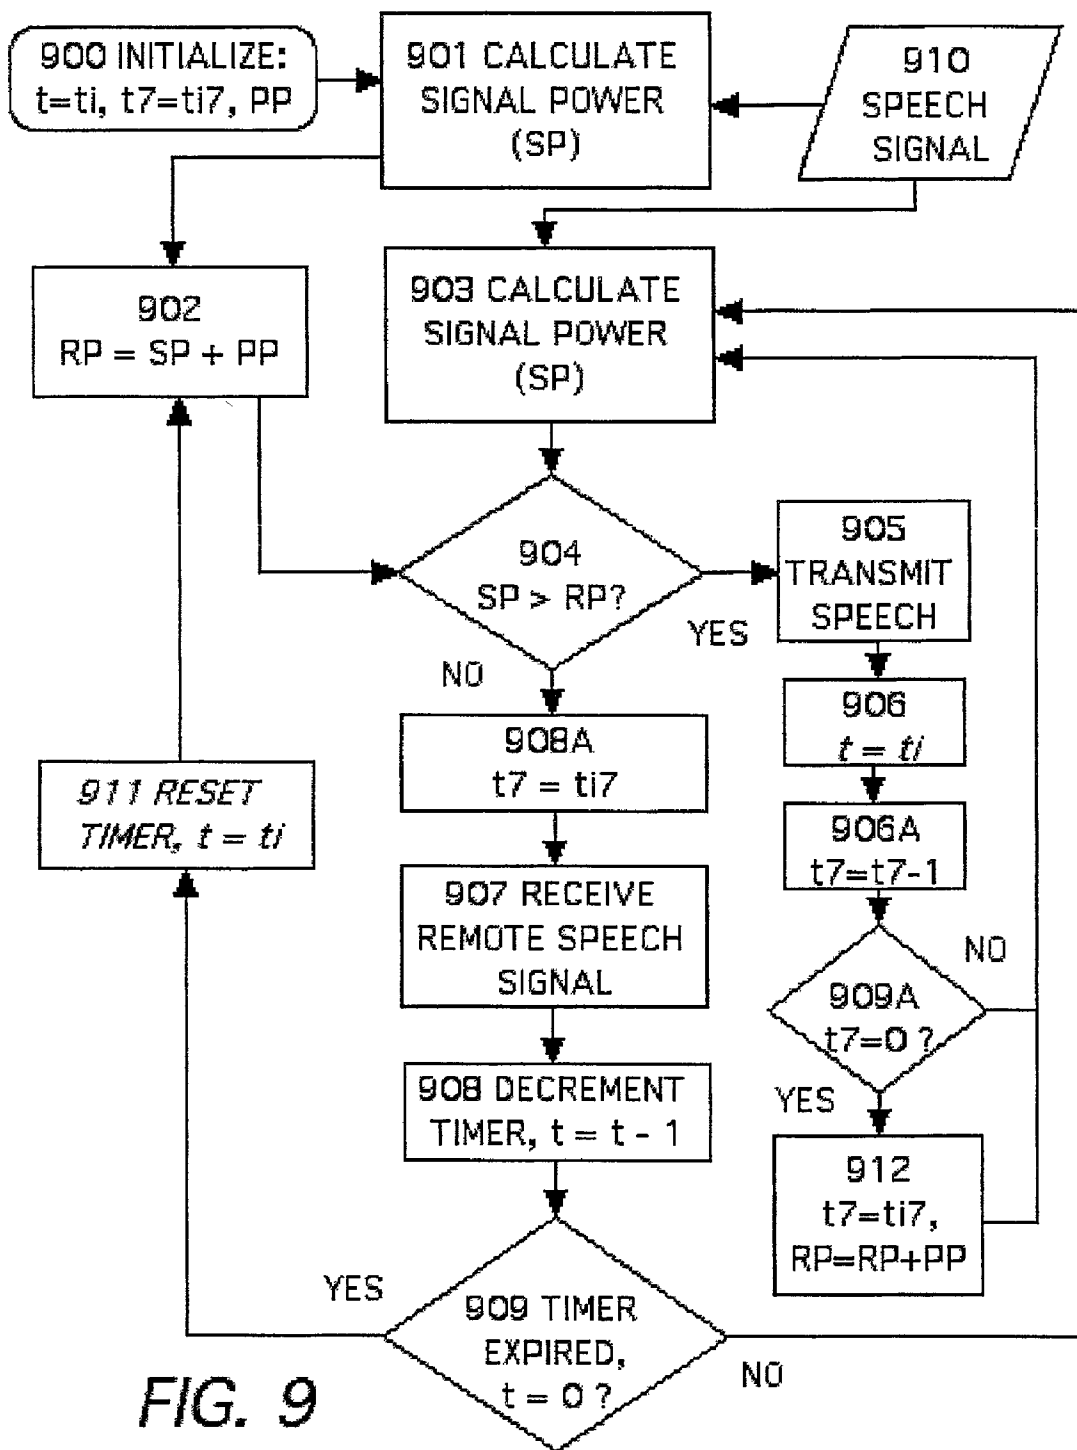 900 INITIALIZE:
t=ti, t7=ti7, PP
901 CALCULATE
SIGNAL POWER
(SP)
910
SPEECH
SIGNAL
902
RP = SP + PP
903 CALCULATE
SIGNAL POWER
(SP)
904
SP > RP?
YES
NO
905
TRANSMIT
SPEECH
906
t = ti
906A
t7=t7-1
909A
t7=0 ?
NO
YES
912
t7=ti7,
RP=RP+PP
908A
t7 = ti7
907 RECEIVE
REMOTE SPEECH
SIGNAL
908 DECREMENT
TIMER, t = t - 1
909 TIMER
EXPIRED,
t = 0 ?
YES
NO
911 RESET
TIMER, t = ti
FIG. 9